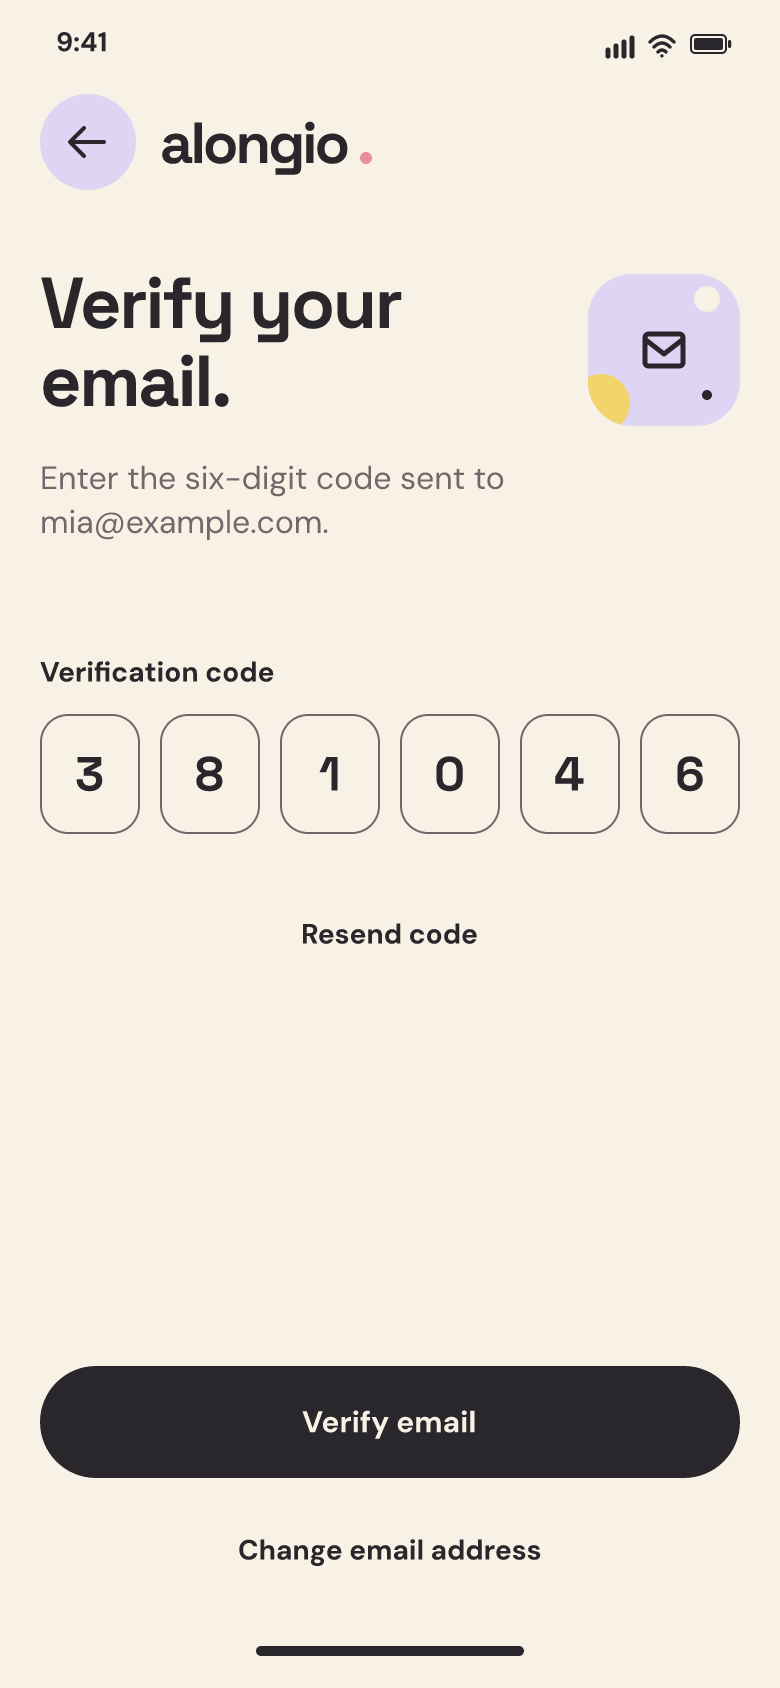 9:41
alongio.
Verify your
email.
Enter the six-digit code sent to
mia@example.com.
Verification code
3 8 1 0 4 6
Resend code
Verify email
Change email address